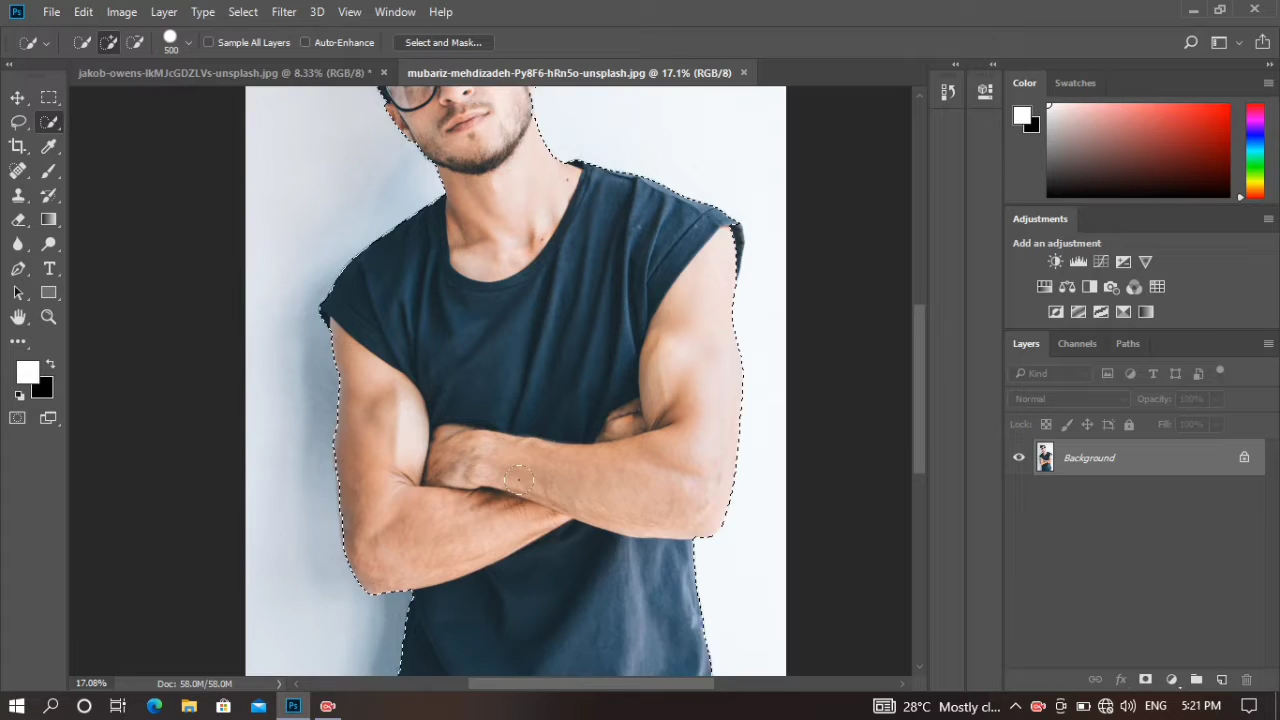 Ps File Edit Image Layer Type Select Filter 3D View Window Help
500 Sample All Layers Auto-Enhance Select and Mask...
jakob-owens-lkMJcGDZLVs-unsplash.jpg @ 8.33% (RGB/8) * × mubariz-mehdizadeh-Py8F6-hRn5o-unsplash.jpg @ 17.1% (RGB/8) ×
Color Swatches
Adjustments
Add an adjustment
Layers Channels Paths
Kind
Normal Opacity: 100%
Lock: Fill: 100%
Background
17.08% Doc: 58.0M/58.0M
Ps 28°C Mostly cl... ENG 5:21 PM